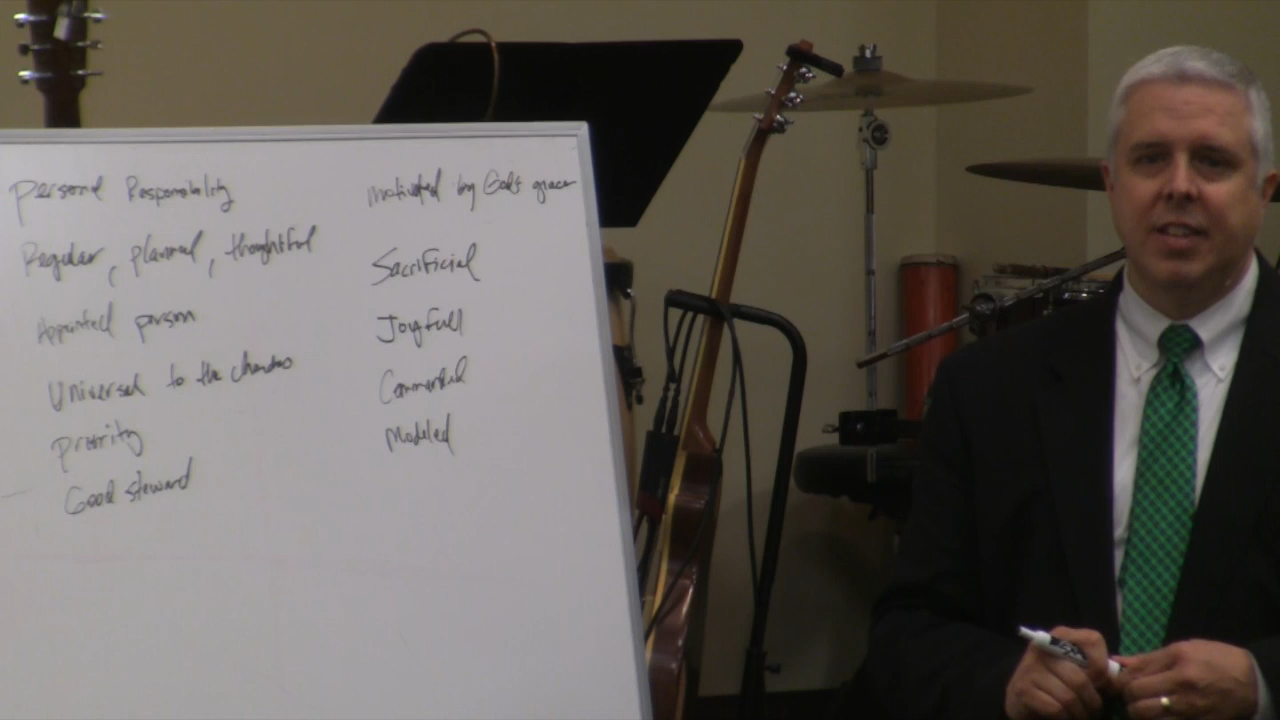 Personal Responsibility
Regular, planned, thoughtful
Appointed person
Universal to the churches
Priority
Good steward
Motivated by God's grace
Sacrificial
Joyfull
Commanded
Modeled